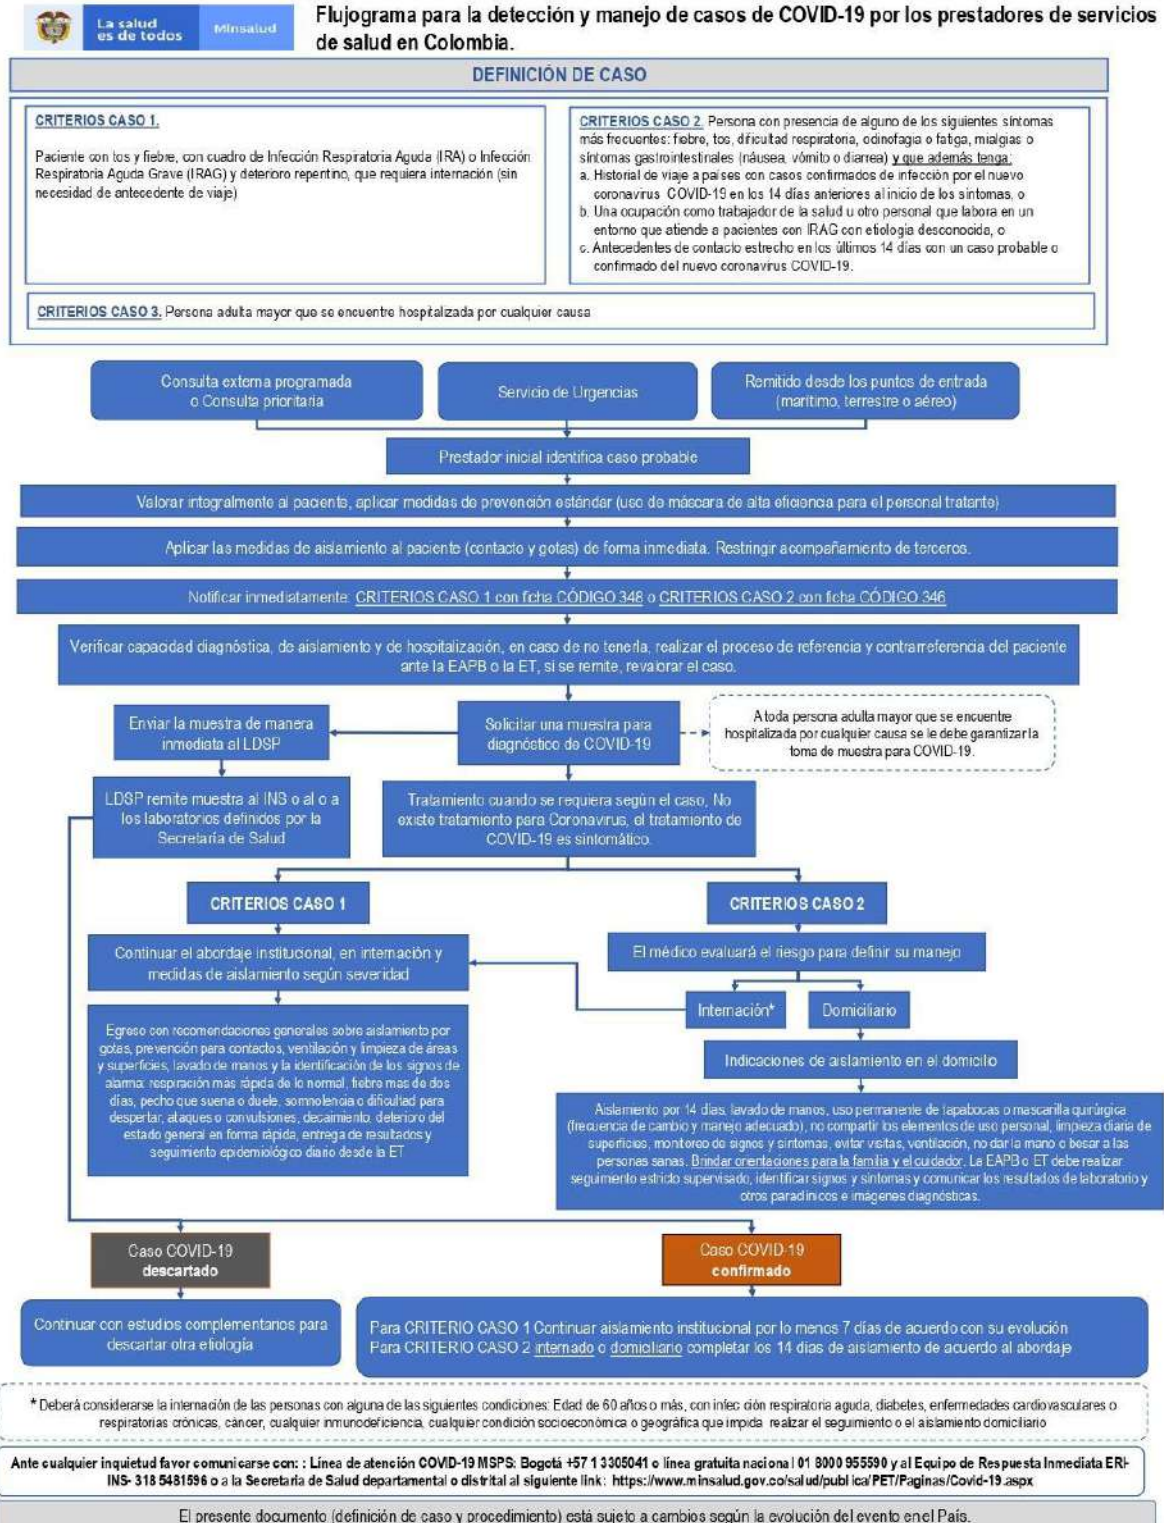 La salud
es de todos
Minsalud
Flujograma para la detección y manejo de casos de COVID-19 por los prestadores de servicios
de salud en Colombia.
DEFINICIÓN DE CASO
CRITERIOS CASO 1.
Paciente con tos y fiebre, con cuadro de Infección Respiratoria Aguda (IRA) o Infección
Respiratoria Aguda Grave (IRAG) y deterioro repentino, que requiera internación (sin
necesidad de antecedente de viaje)
CRITERIOS CASO 2. Persona con presencia de alguno de los siguientes síntomas
más frecuentes: fiebre, tos, dificultad respiratoria, odinofagia o fatiga, mialgias o
síntomas gastrointestinales (náusea, vómito o diarrea) y que además tenga:
a. Historial de viaje a países con casos confirmados de infección por el nuevo
coronavirus COVID-19 en los 14 días anteriores al inicio de los síntomas, o
b. Una ocupación como trabajador de la salud u otro personal que labora en un
entorno que atiende a pacientes con IRAG con etiología desconocida, o
c. Antecedentes de contacto estrecho en los últimos 14 días con un caso probable o
confirmado del nuevo coronavirus COVID-19.
CRITERIOS CASO 3. Persona adulta mayor que se encuentre hospitalizada por cualquier causa
Consulta externa programada
o Consulta prioritaria
Servicio de Urgencias
Remitido desde los puntos de entrada
(marítimo, terrestre o aéreo)
Prestador inicial identifica caso probable
Valorar integralmente al paciente, aplicar medidas de prevención estándar (uso de máscara de alta eficiencia para el personal tratante)
Aplicar las medidas de aislamiento al paciente (contacto y gotas) de forma inmediata. Restringir acompañamiento de terceros.
Notificar inmediatamente: CRITERIOS CASO 1 con ficha CÓDIGO 348 o CRITERIOS CASO 2 con ficha CÓDIGO 346
Verificar capacidad diagnóstica, de aislamiento y de hospitalización, en caso de no tenerla, realizar el proceso de referencia y contrarreferencia del paciente
ante la EAPB o la ET, si se remite, revalorar el caso.
Enviar la muestra de manera
inmediata al LDSP
Solicitar una muestra para
diagnóstico de COVID-19
A toda persona adulta mayor que se encuentre
hospitalizada por cualquier causa se le debe garantizar la
toma de muestra para COVID-19.
LDSP remite muestra al INS o al o a
los laboratorios definidos por la
Secretaría de Salud
Tratamiento cuando se requiera según el caso, No
existe tratamiento para Coronavirus, el tratamiento de
COVID-19 es sintomático.
CRITERIOS CASO 1
CRITERIOS CASO 2
Continuar el abordaje institucional, en internación y
medidas de aislamiento según severidad
El médico evaluará el riesgo para definir su manejo
Internación*
Domiciliario
Egreso con recomendaciones generales sobre aislamiento por
gotas, prevención para contactos, ventilación y limpieza de áreas
y superficies, lavado de manos y la identificación de los signos de
alarma: respiración más rápida de lo normal, fiebre mas de dos
días, pecho que suena o duele, somnolencia o dificultad para
despertar, ataques o convulsiones, decaimiento, deterioro del
estado general en forma rápida, entrega de resultados y
seguimiento epidemiológico diario desde la ET
Indicaciones de aislamiento en el domicilio
Aislamiento por 14 días, lavado de manos, uso permanente de tapabocas o mascarilla quirúrgica
(frecuencia de cambio y manejo adecuado), no compartir los elementos de uso personal, limpieza diaria de
superficies, monitoreo de signos y síntomas, evitar visitas, ventilación, no dar la mano o besar a las
personas sanas. Brindar orientaciones para la familia y el cuidador. La EAPB o ET debe realizar
seguimiento estricto supervisado, identificar signos y síntomas y comunicar los resultados de laboratorio y
otros paraclínicos e imágenes diagnósticas.
Caso COVID-19
descartado
Caso COVID-19
confirmado
Continuar con estudios complementarios para
descartar otra etiología
Para CRITERIO CASO 1 Continuar aislamiento institucional por lo menos 7 días de acuerdo con su evolución
Para CRITERIO CASO 2 internado o domiciliario completar los 14 días de aislamiento de acuerdo al abordaje
* Deberá considerarse la internación de las personas con alguna de las siguientes condiciones: Edad de 60 años o más, con infección respiratoria aguda, diabetes, enfermedades cardiovasculares o
respiratorias crónicas, cáncer, cualquier inmunodeficiencia, cualquier condición socioeconómica o geográfica que impida realizar el seguimiento o el aislamiento domiciliario
Ante cualquier inquietud favor comunicarse con: : Línea de atención COVID-19 MSPS: Bogotá +57 1 3305041 o línea gratuita nacional 01 8000 955590 y al Equipo de Respuesta Inmediata ERI-
INS- 318 5481596 o a la Secretaría de Salud departamental o distrital al siguiente link: https://www.minsalud.gov.co/salud/publica/PET/Paginas/Covid-19.aspx
El presente documento (definición de caso y procedimiento) está sujeto a cambios según la evolución del evento en el País.